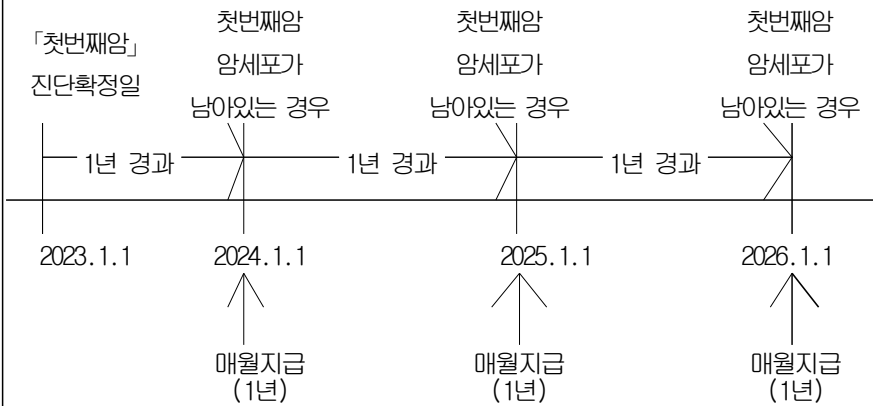 「첫번째암」
진단확정일
첫번째암
암세포가
남아있는 경우
첫번째암
암세포가
남아있는 경우
첫번째암
암세포가
남아있는 경우
1년 경과
1년 경과
1년 경과
2023.1.1
2024.1.1
2025.1.1
2026.1.1
매월지급
(1년)
매월지급
(1년)
매월지급
(1년)